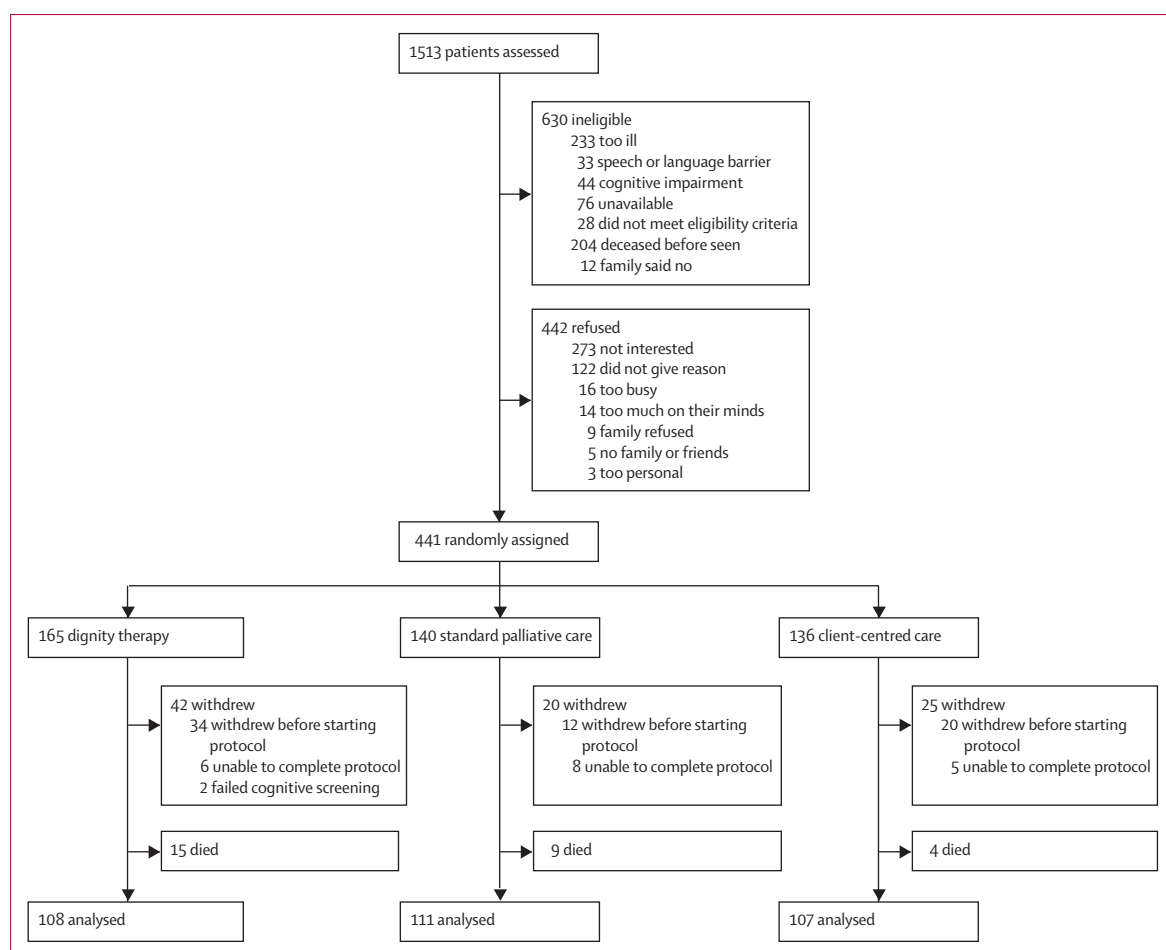 1513 patients assessed
630 ineligible
233 too ill
33 speech or language barrier
44 cognitive impairment
76 unavailable
28 did not meet eligibility criteria
204 deceased before seen
12 family said no
442 refused
273 not interested
122 did not give reason
16 too busy
14 too much on their minds
9 family refused
5 no family or friends
3 too personal
441 randomly assigned
165 dignity therapy
140 standard palliative care
136 client-centred care
42 withdrew
34 withdrew before starting
protocol
6 unable to complete protocol
2 failed cognitive screening
20 withdrew
12 withdrew before starting
protocol
8 unable to complete protocol
25 withdrew
20 withdrew before starting
protocol
5 unable to complete protocol
15 died
9 died
4 died
108 analysed
111 analysed
107 analysed